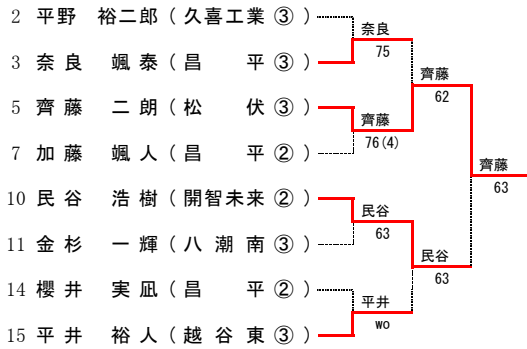 2 平野 裕二郎 ( 久喜工業 ③ )
奈良
75
3 奈良 颯泰 ( 昌平 ③ )
齊藤
62
5 齊藤 二朗 ( 松伏 ③ )
齊藤
76(4)
7 加藤 颯人 ( 昌平 ② )
齊藤
63
10 民谷 浩樹 ( 開智未来 ② )
民谷
63
11 金杉 一輝 ( 八潮南 ③ )
民谷
63
14 櫻井 実凪 ( 昌平 ② )
平井
wo
15 平井 裕人 ( 越谷東 ③ )